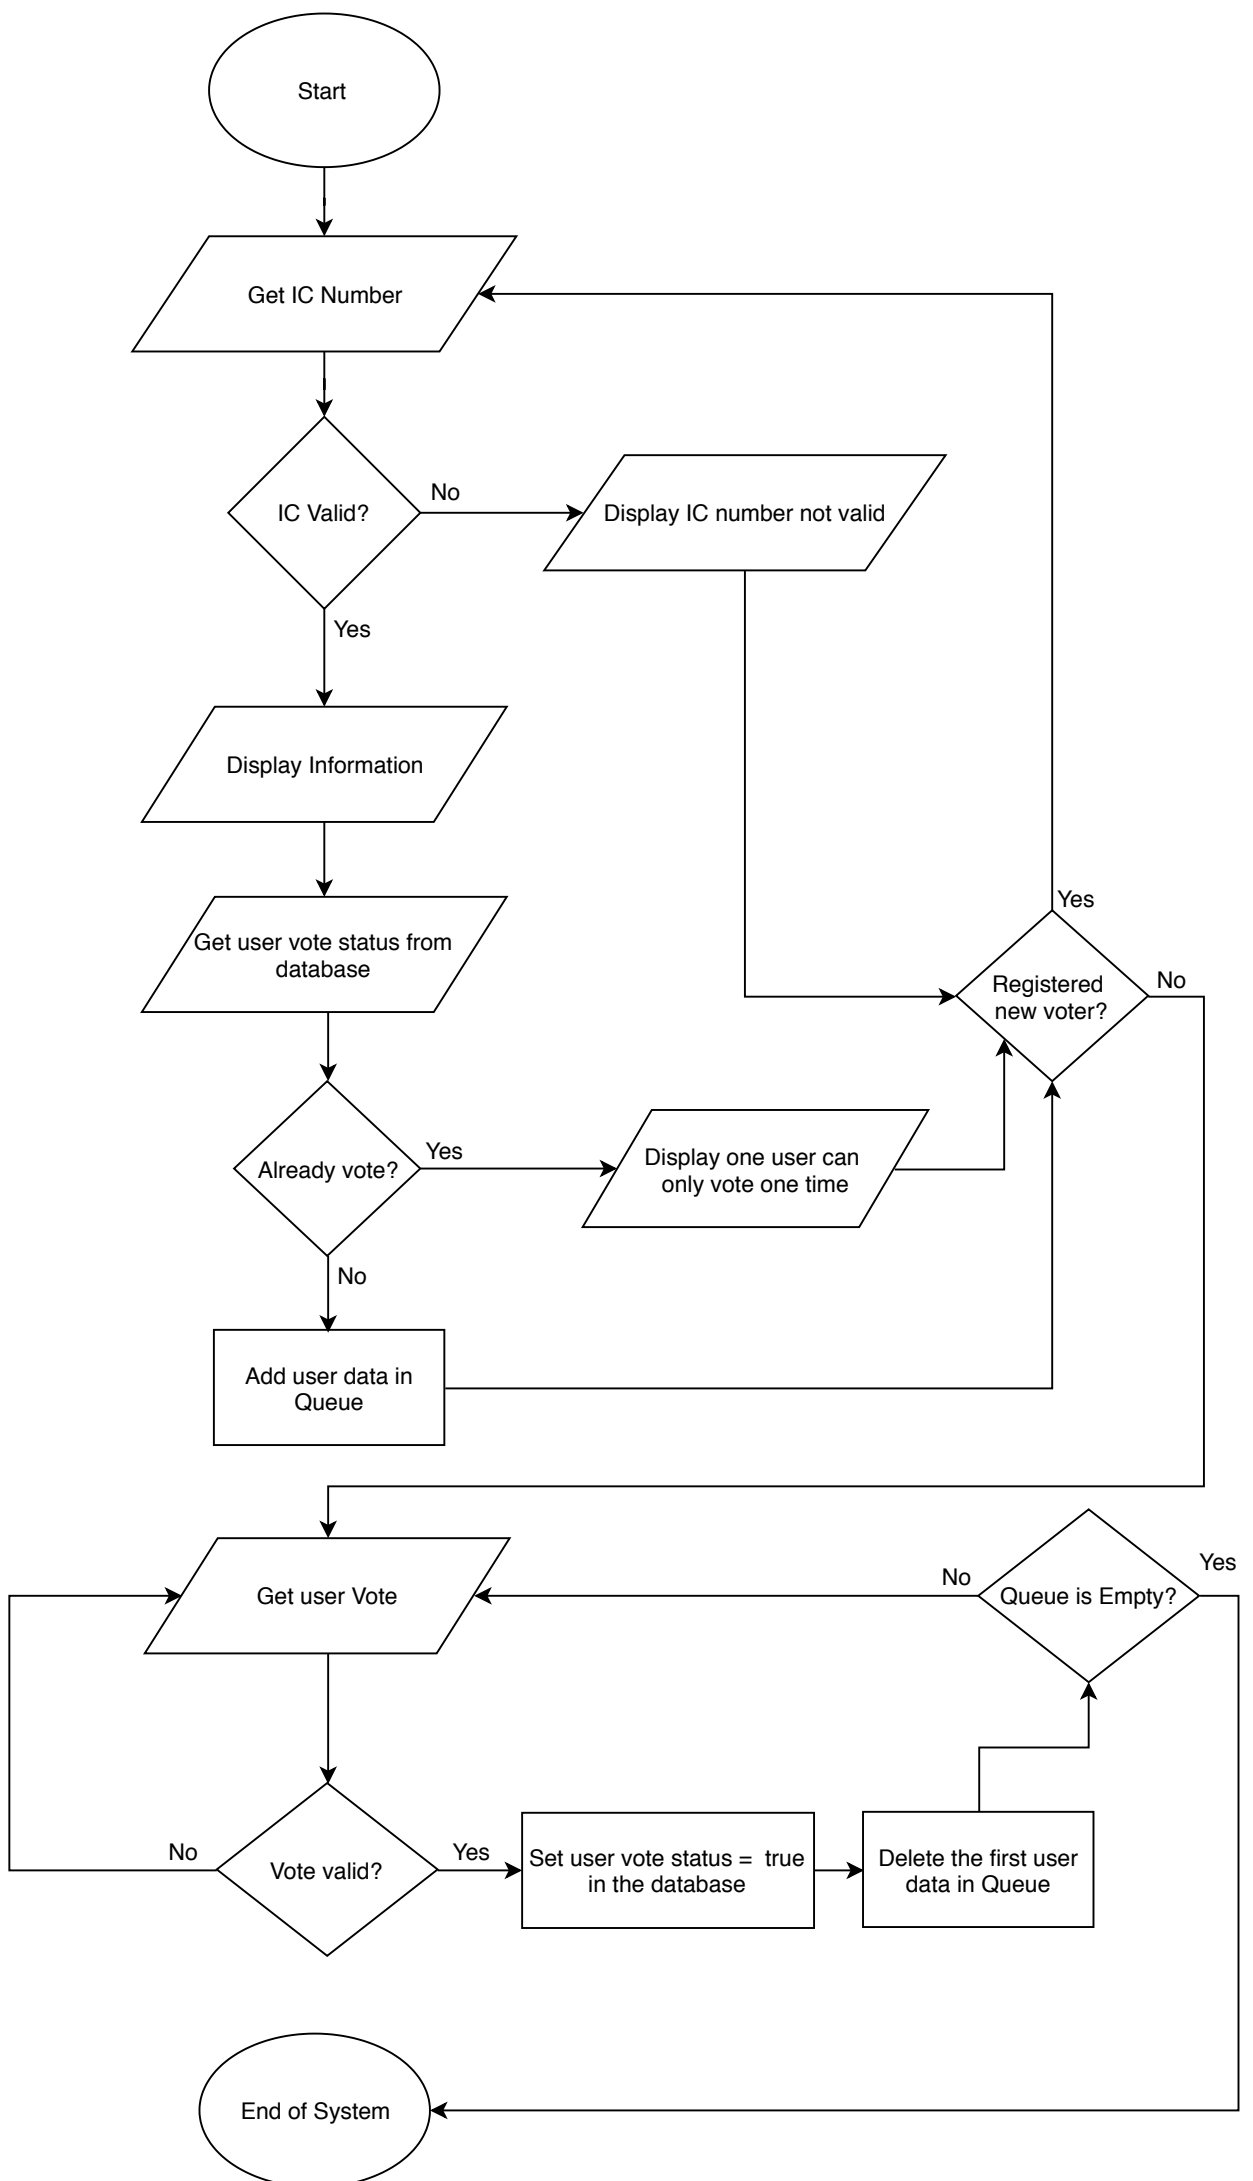 Start
Get IC Number
IC Valid?
No
Display IC number not valid
Yes
Display Information
Get user vote status from
database
Yes
Registered
new voter?
No
Already vote?
Yes
Display one user can
only vote one time
No
Add user data in
Queue
Get user Vote
No
Queue is Empty?
Yes
No
Vote valid?
Yes
Set user vote status =  true
in the database
Delete the first user
data in Queue
End of System